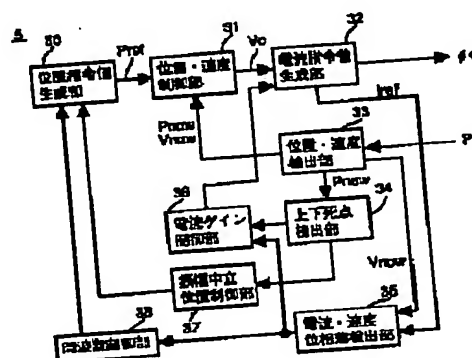 5
30
位置指令値
生成部
Pref
31
位置・速度
制御部
Vc
32
電流指令値
生成部
Iref
Pnow
Vnow
33
位置・速度
検出部
P
Pnow
36
電流ゲイン
制御部
上下死点
検出部
34
Vnow
振幅中立
位置制御部
37
35
電流・速度
位相差検出部
38
周波数制御部